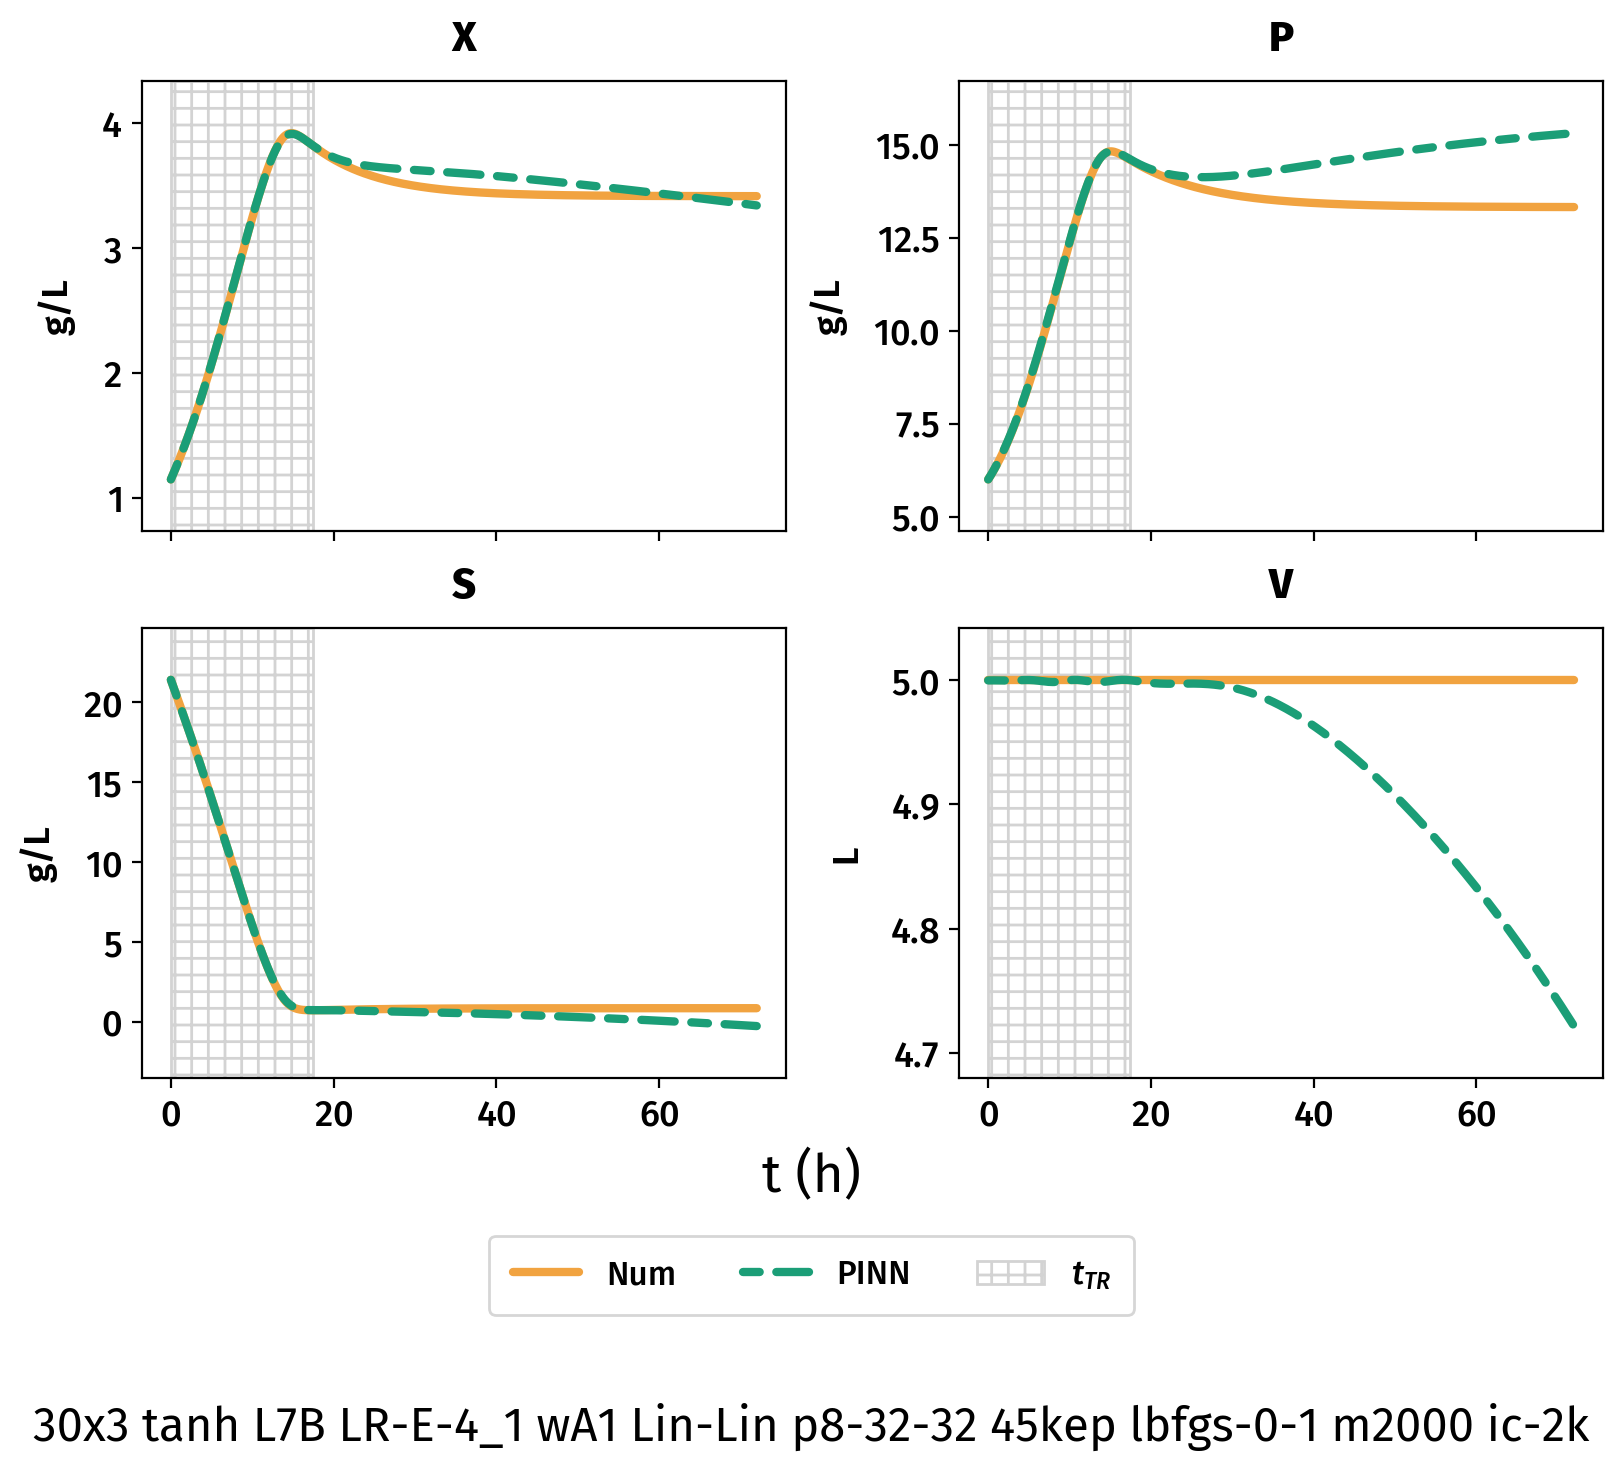 X
P
4
3
2
1
g/L
15.0
12.5
10.0
7.5
5.0
g/L
S
V
20
15
10
5
0
g/L
5.0
4.9
4.8
4.7
L
0 20 40 60
0 20 40 60
t (h)
Num PINN t_TR
30x3 tanh L7B LR-E-4_1 wA1 Lin-Lin p8-32-32 45kep lbfgs-0-1 m2000 ic-2k